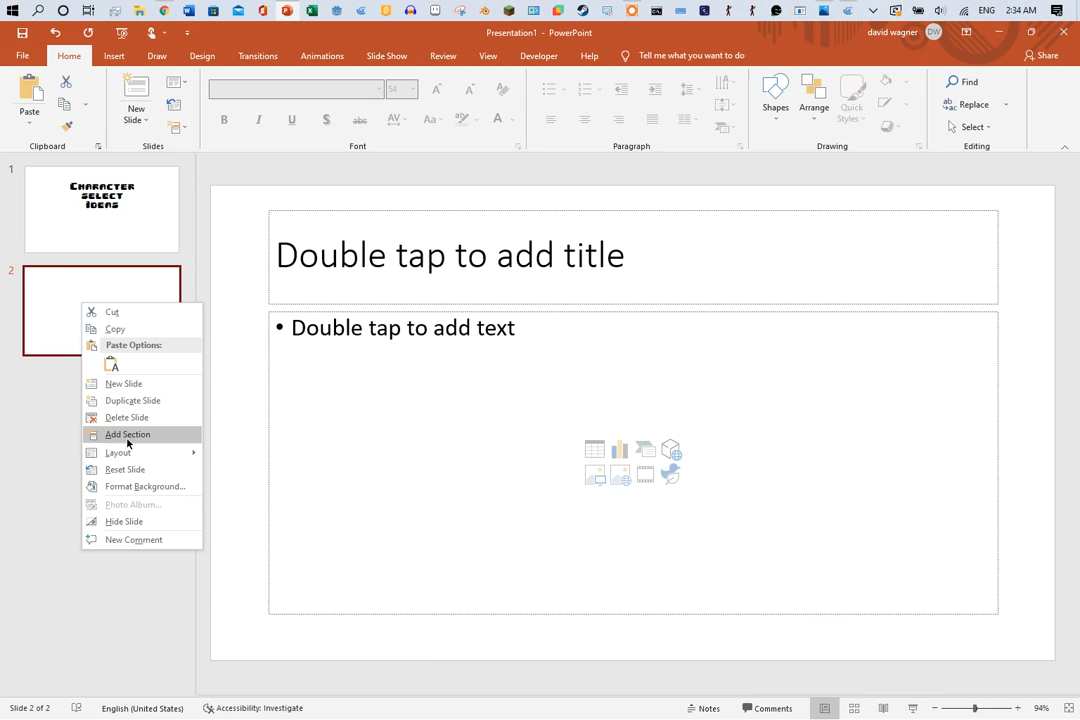 ENG 2:34 AM
Presentation1 - PowerPoint
david wagner DW
File Home Insert Draw Design Transitions Animations Slide Show Review View Developer Help Tell me what you want to do Share
Paste
New Slide
54
Shapes
Arrange
Quick Styles
Find
Replace
Select
Clipboard Slides Font Paragraph Drawing Editing
1
Character
select
ideas
2
Cut
Copy
Paste Options:
New Slide
Duplicate Slide
Delete Slide
Add Section
Layout
Reset Slide
Format Background...
Photo Album...
Hide Slide
New Comment
Double tap to add title
• Double tap to add text
Slide 2 of 2 English (United States) Accessibility: Investigate Notes Comments 94%